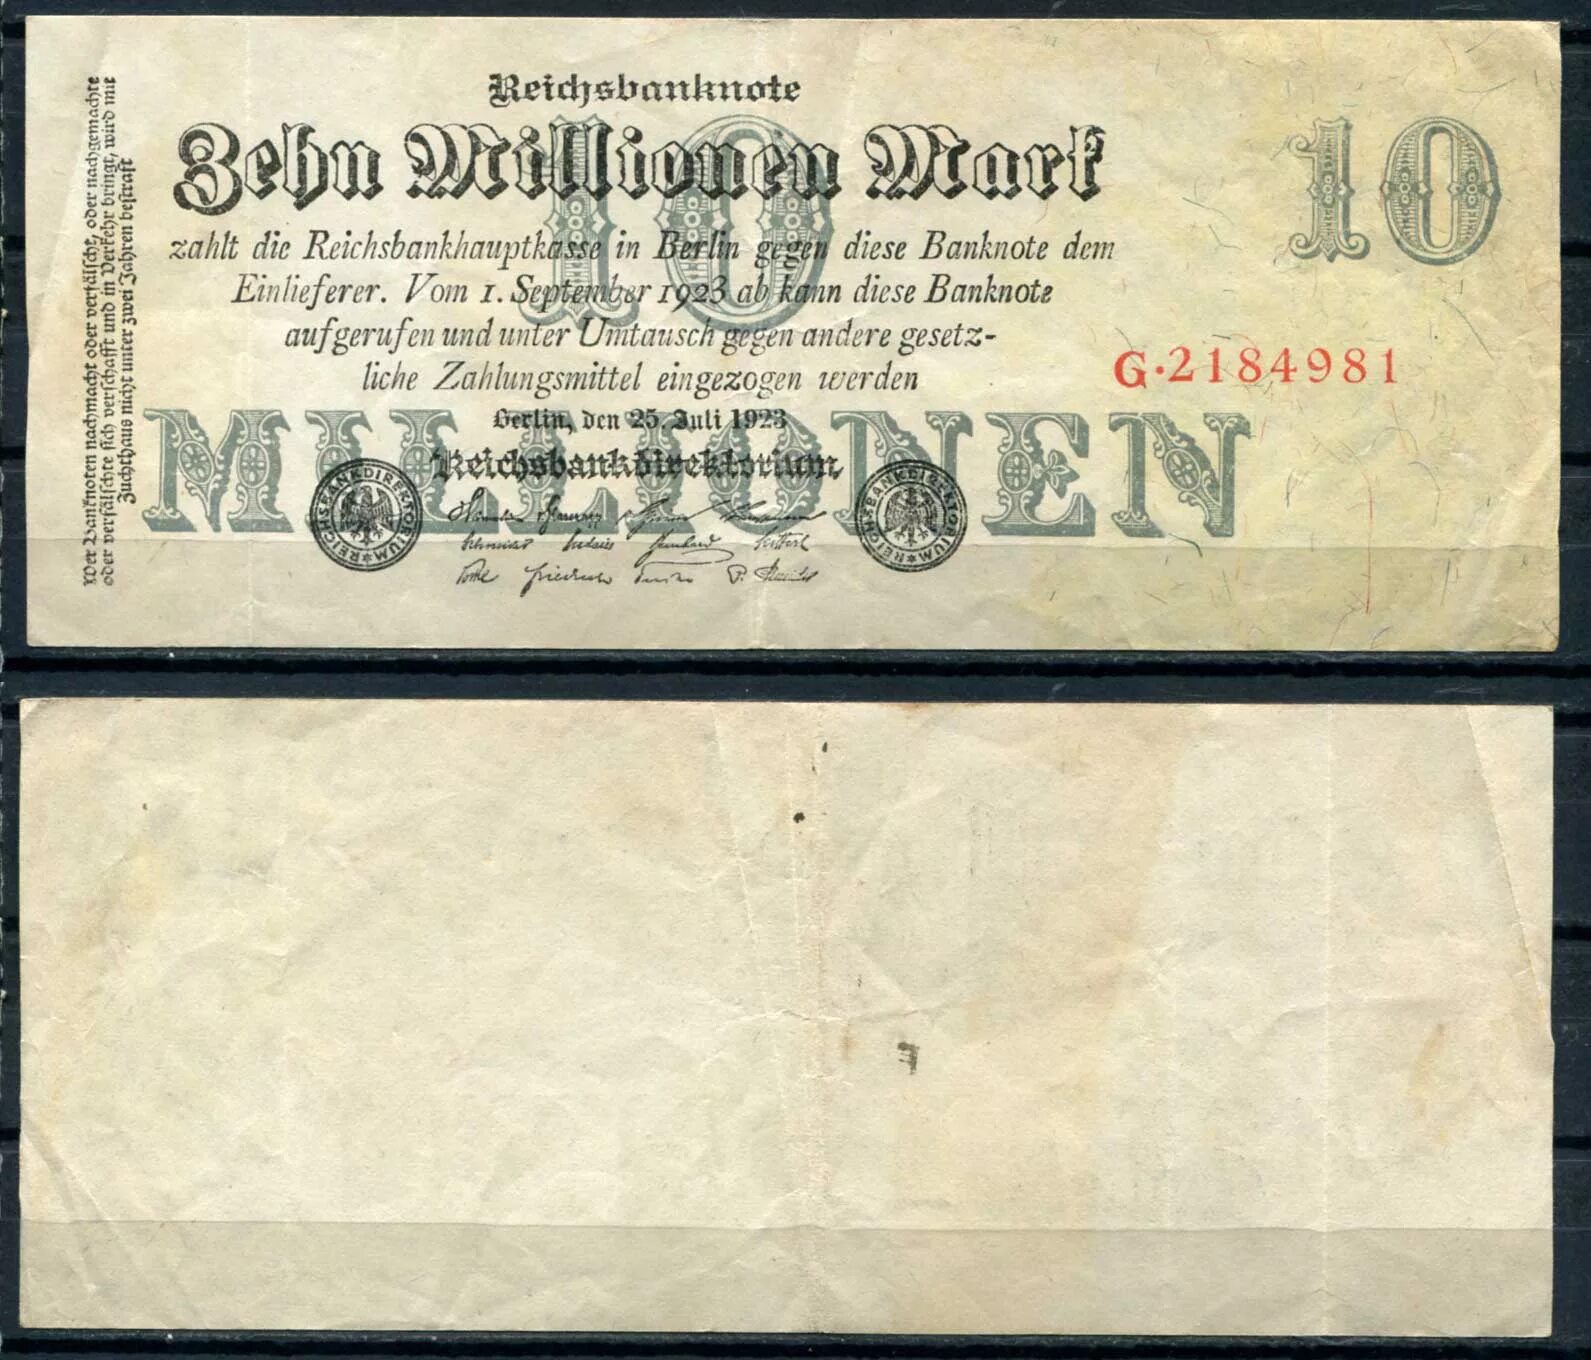 Reichsbanknote
Zehn Millionen Mark
10
10
zahlt die Reichsbankhauptkasse in Berlin gegen diese Banknote dem
Einlieferer. Vom 1. September 1923 ab kann diese Banknote
aufgerufen und unter Umtausch gegen andere gesetz-
liche Zahlungsmittel eingezogen werden
G·2184981
Berlin, den 25. Juli 1923
MILLIONEN
Reichsbankdirektorium
REICHSBANKDIREKTORIUM
REICHSBANKDIREKTORIUM
Wer Banknoten nachmacht oder verfälscht, oder nachgemachte
oder verfälschte sich verschafft und in Verkehr bringt, wird mit
Zuchthaus nicht unter zwei Jahren bestraft